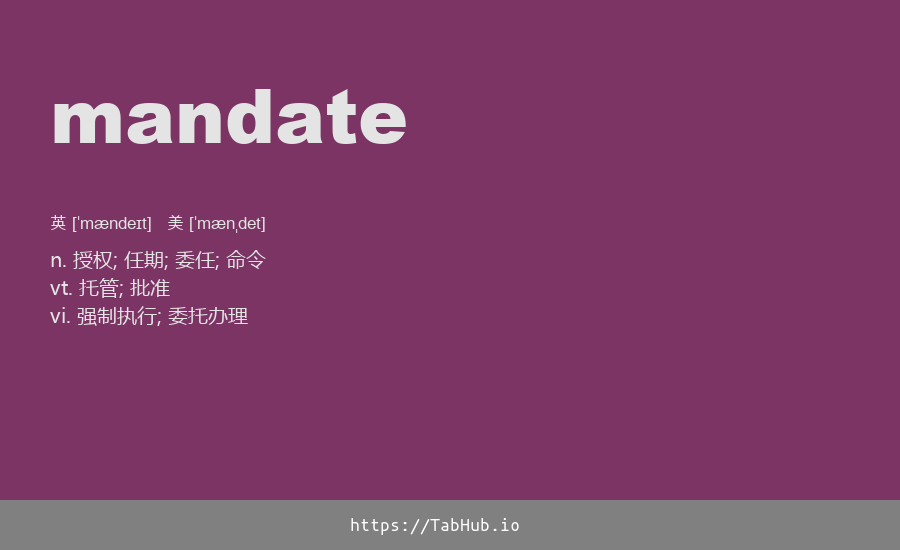 mandate
英 [ˈmændeɪt] 美 [ˈmænˌdet]
n. 授权; 任期; 委任; 命令
vt. 托管; 批准
vi. 强制执行; 委托办理
https://TabHub.io